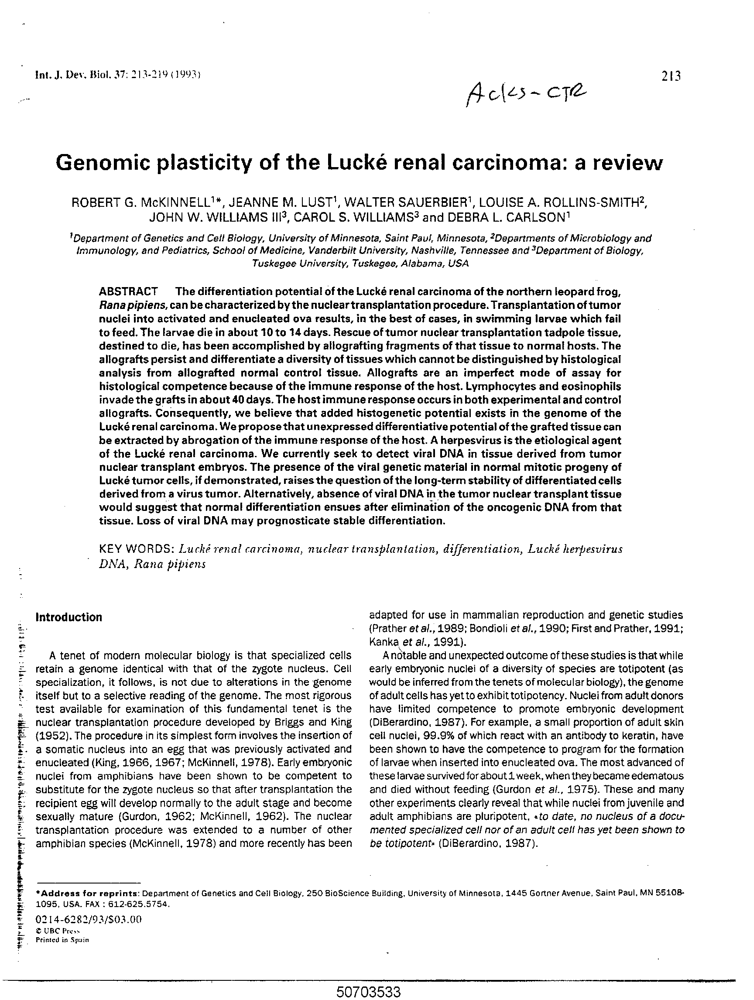 Int. J. Dev. Biol. 37: 213-219 (1993)
213
Genomic plasticity of the Lucké renal carcinoma: a review
ROBERT G. McKINNELL1*, JEANNE M. LUST1, WALTER SAUERBIER1, LOUISE A. ROLLINS-SMITH2,
JOHN W. WILLIAMS III3, CAROL S. WILLIAMS3 and DEBRA L. CARLSON1
1Department of Genetics and Cell Biology, University of Minnesota, Saint Paul, Minnesota, 2Departments of Microbiology and
Immunology, and Pediatrics, School of Medicine, Vanderbilt University, Nashville, Tennessee and 3Department of Biology,
Tuskegee University, Tuskegee, Alabama, USA
ABSTRACT The differentiation potential of the Lucké renal carcinoma of the northern leopard frog,
Rana pipiens, can be characterized by the nuclear transplantation procedure. Transplantation of tumor
nuclei into activated and enucleated ova results, in the best of cases, in swimming larvae which fail
to feed. The larvae die in about 10 to 14 days. Rescue of tumor nuclear transplantation tadpole tissue,
destined to die, has been accomplished by allografting fragments of that tissue to normal hosts. The
allografts persist and differentiate a diversity of tissues which cannot be distinguished by histological
analysis from allografted normal control tissue. Allografts are an imperfect mode of assay for
histological competence because of the immune response of the host. Lymphocytes and eosinophils
invade the grafts in about 40 days. The host immune response occurs in both experimental and control
allografts. Consequently, we believe that added histogenetic potential exists in the genome of the
Lucké renal carcinoma. We propose that unexpressed differentiative potential of the grafted tissue can
be extracted by abrogation of the immune response of the host. A herpesvirus is the etiological agent
of the Lucké renal carcinoma. We currently seek to detect viral DNA in tissue derived from tumor
nuclear transplant embryos. The presence of the viral genetic material in normal mitotic progeny of
Lucké tumor cells, if demonstrated, raises the question of the long-term stability of differentiated cells
derived from a virus tumor. Alternatively, absence of viral DNA in the tumor nuclear transplant tissue
would suggest that normal differentiation ensues after elimination of the oncogenic DNA from that
tissue. Loss of viral DNA may prognosticate stable differentiation.
KEY WORDS: Lucké renal carcinoma, nuclear transplantation, differentiation, Lucké herpesvirus
DNA, Rana pipiens
Introduction
A tenet of modern molecular biology is that specialized cells
retain a genome identical with that of the zygote nucleus. Cell
specialization, it follows, is not due to alterations in the genome
itself but to a selective reading of the genome. The most rigorous
test available for examination of this fundamental tenet is the
nuclear transplantation procedure developed by Briggs and King
(1952). The procedure in its simplest form involves the insertion of
a somatic nucleus into an egg that was previously activated and
enucleated (King, 1966, 1967; McKinnell, 1978). Early embryonic
nuclei from amphibians have been shown to be competent to
substitute for the zygote nucleus so that after transplantation the
recipient egg will develop normally to the adult stage and become
sexually mature (Gurdon, 1962; McKinnell, 1962). The nuclear
transplantation procedure was extended to a number of other
amphibian species (McKinnell, 1978) and more recently has been
adapted for use in mammalian reproduction and genetic studies
(Prather et al., 1989; Bondioli et al., 1990; First and Prather, 1991;
Kanka et al., 1991).
A notable and unexpected outcome of these studies is that while
early embryonic nuclei of a diversity of species are totipotent (as
would be inferred from the tenets of molecular biology), the genome
of adult cells has yet to exhibit totipotency. Nuclei from adult donors
have limited competence to promote embryonic development
(DiBerardino, 1987). For example, a small proportion of adult skin
cell nuclei, 99.9% of which react with an antibody to keratin, have
been shown to have the competence to program for the formation
of larvae when inserted into enucleated ova. The most advanced of
these larvae survived for about 1 week, when they became edematous
and died without feeding (Gurdon et al., 1975). These and many
other experiments clearly reveal that while nuclei from juvenile and
adult amphibians are pluripotent, «to date, no nucleus of a docu-
mented specialized cell nor of an adult cell has yet been shown to
be totipotent» (DiBerardino, 1987).
*Address for reprints: Department of Genetics and Cell Biology, 250 BioScience Building, University of Minnesota, 1445 Gortner Avenue, Saint Paul, MN 55108-
1095, USA. FAX : 612-625.5754.
0214-6282/93/$03.00
© UBC Press
Printed in Spain
50703533